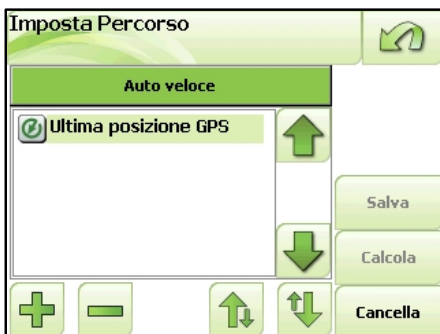 Imposta Percorso
Auto veloce
Ultima posizione GPS
Salva
Calcola
Cancella